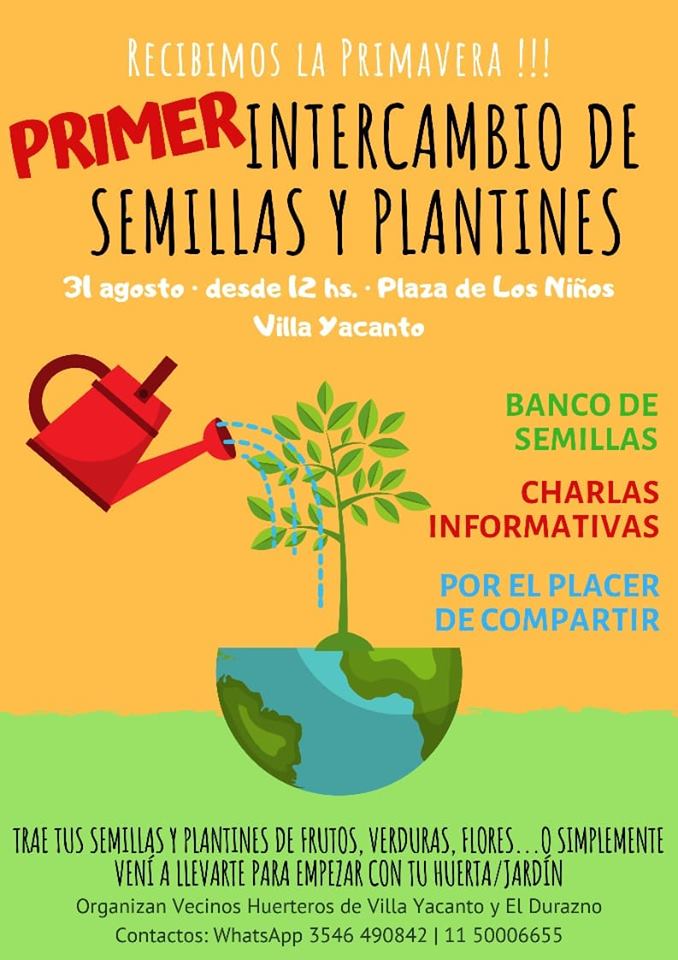 Recibimos la Primavera !!!
PRIMER INTERCAMBIO DE
SEMILLAS Y PLANTINES
31 agosto · desde 12 hs. · Plaza de Los Niños
Villa Yacanto
BANCO DE
SEMILLAS
CHARLAS
INFORMATIVAS
POR EL PLACER
DE COMPARTIR
TRAE TUS SEMILLAS Y PLANTINES DE FRUTOS, VERDURAS, FLORES...O SIMPLEMENTE
VENÍ A LLEVARTE PARA EMPEZAR CON TU HUERTA/JARDÍN
Organizan Vecinos Huerteros de Villa Yacanto y El Durazno
Contactos: WhatsApp 3546 490842 | 11 50006655